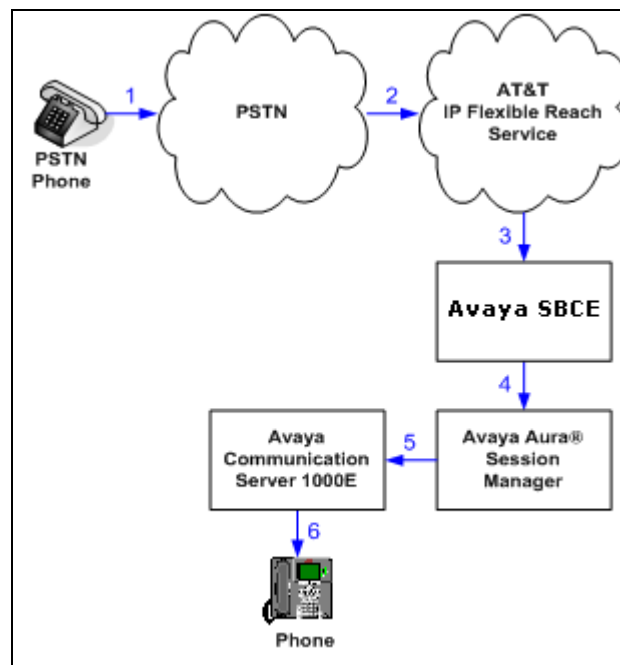 1
PSTN
2
AT&T
IP Flexible Reach
Service
PSTN
Phone
3
Avaya SBCE
4
Avaya
Communication
Server 1000E
5
Avaya Aura®
Session
Manager
6
Phone